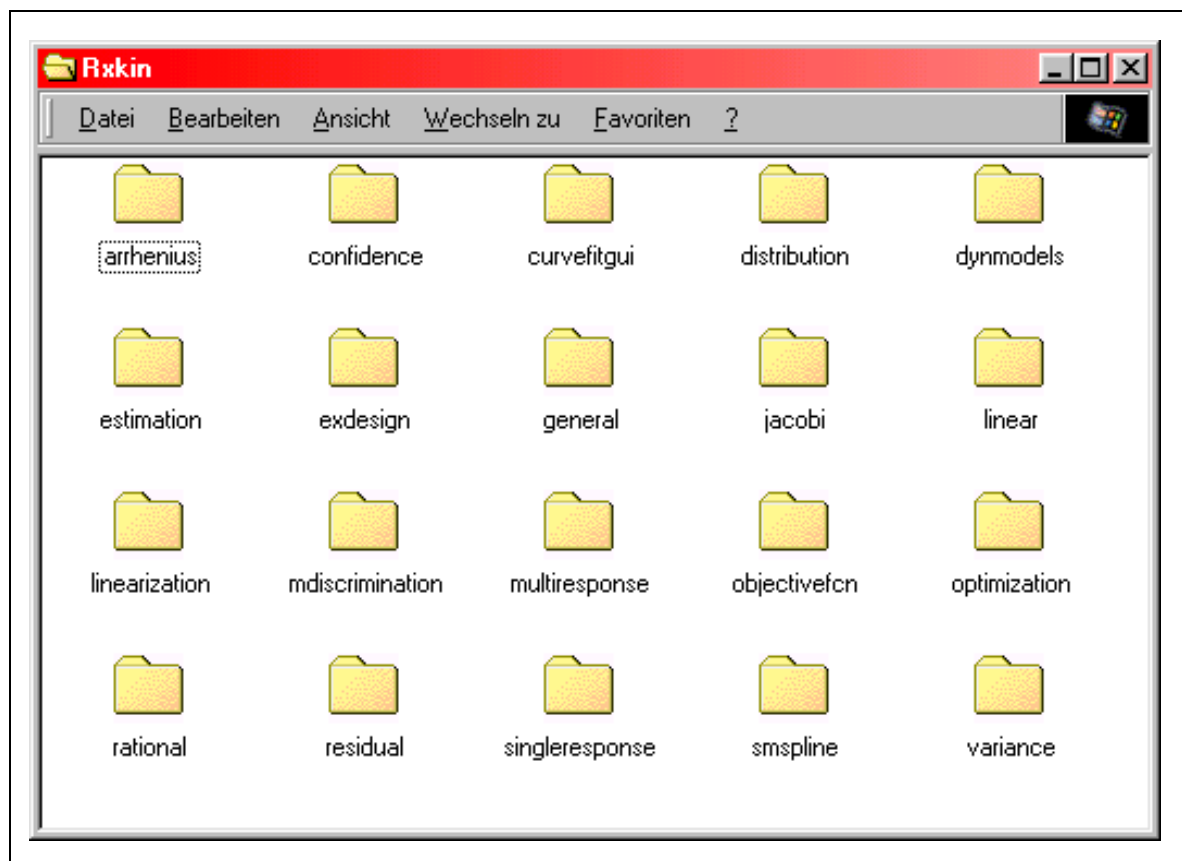 Rxkin
Datei Bearbeiten Ansicht Wechseln zu Favoriten ?
arrhenius confidence curvefitgui distribution dynmodels
estimation exdesign general jacobi linear
linearization mdiscrimination multiresponse objectivefcn optimization
rational residual singleresponse smspline variance